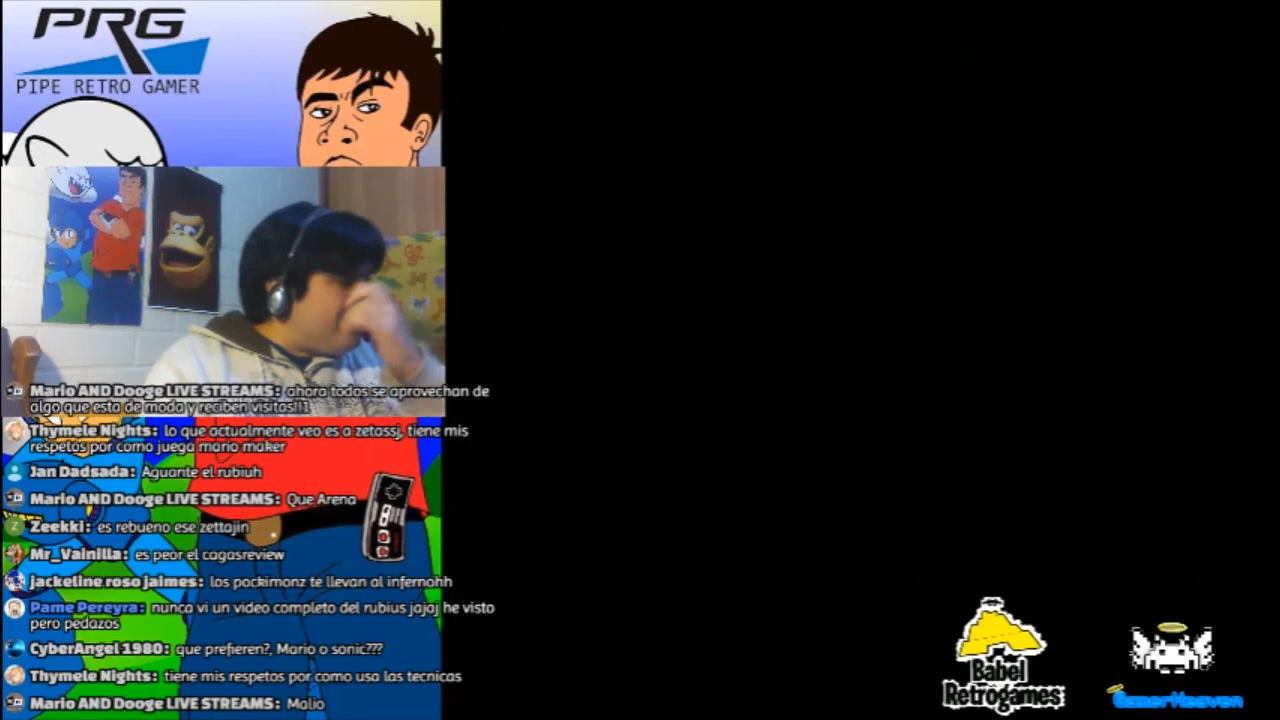 PRG
PIPE RETRO GAMER
Mario AND Dooge LIVE STREAMS: ahora todos se aprovechan de
algo que esta de moda y reciben visitas!!1
Thymele Nights: lo que actualmente veo es a zetassj, tiene mis
respetos por como juega mario maker
Jan Dadsada: Aguante el rubiuh
Mario AND Dooge LIVE STREAMS: Que Arena
Zeekki: es rebueno ese zettajin
Mr_Vainilla: es peor el cagasreview
jackeline roso jaimes: los pockimonz te llevan al infernohh
Pame Pereyra: nunca vi un video completo del rubius jajaj he visto
pero pedazos
CyberAngel 1980: que prefieren?, Mario o sonic???
Thymele Nights: tiene mis respetos por como usa las tecnicas
Mario AND Dooge LIVE STREAMS: Malio
Babel
Retrogames
GamerHeaven